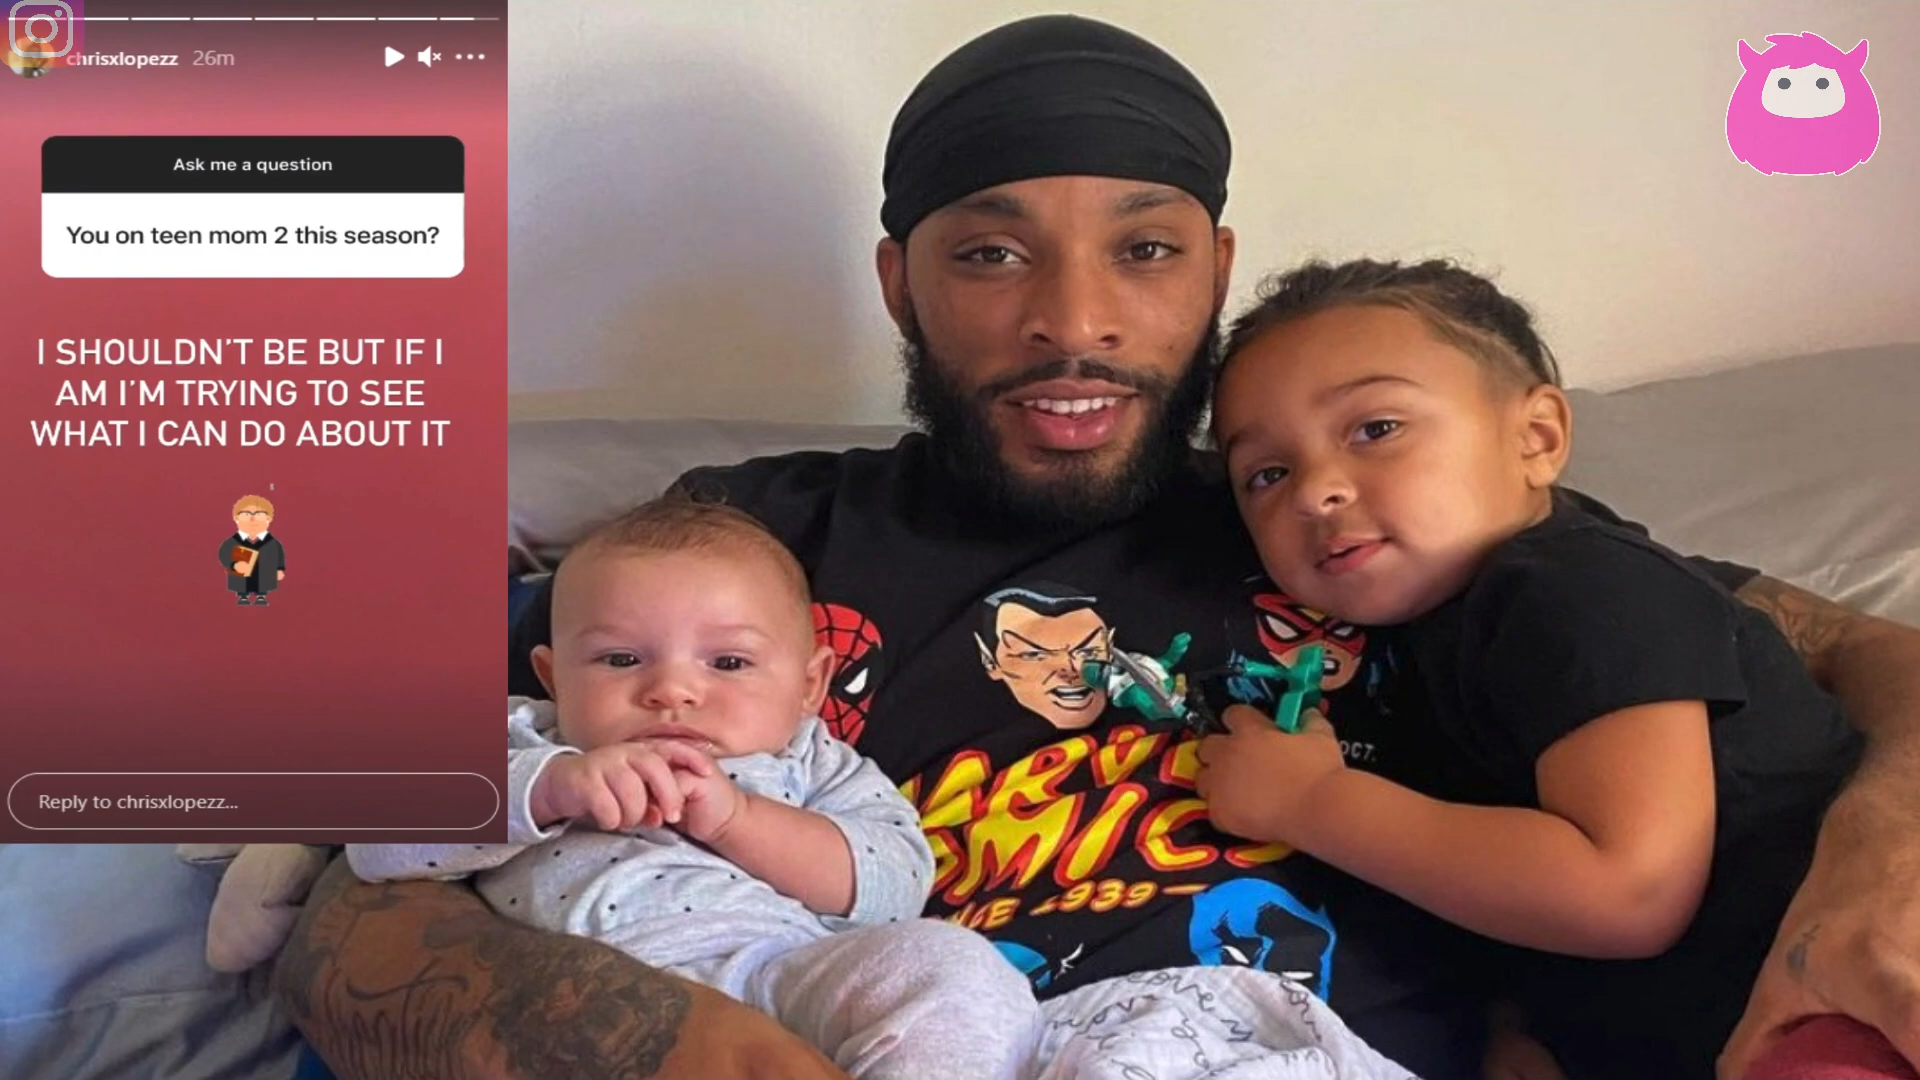 chrisxlopezz 26m
Ask me a question
You on teen mom 2 this season?
I SHOULDN'T BE BUT IF I
AM I'M TRYING TO SEE
WHAT I CAN DO ABOUT IT
Reply to chrisxlopezz...
OCT.